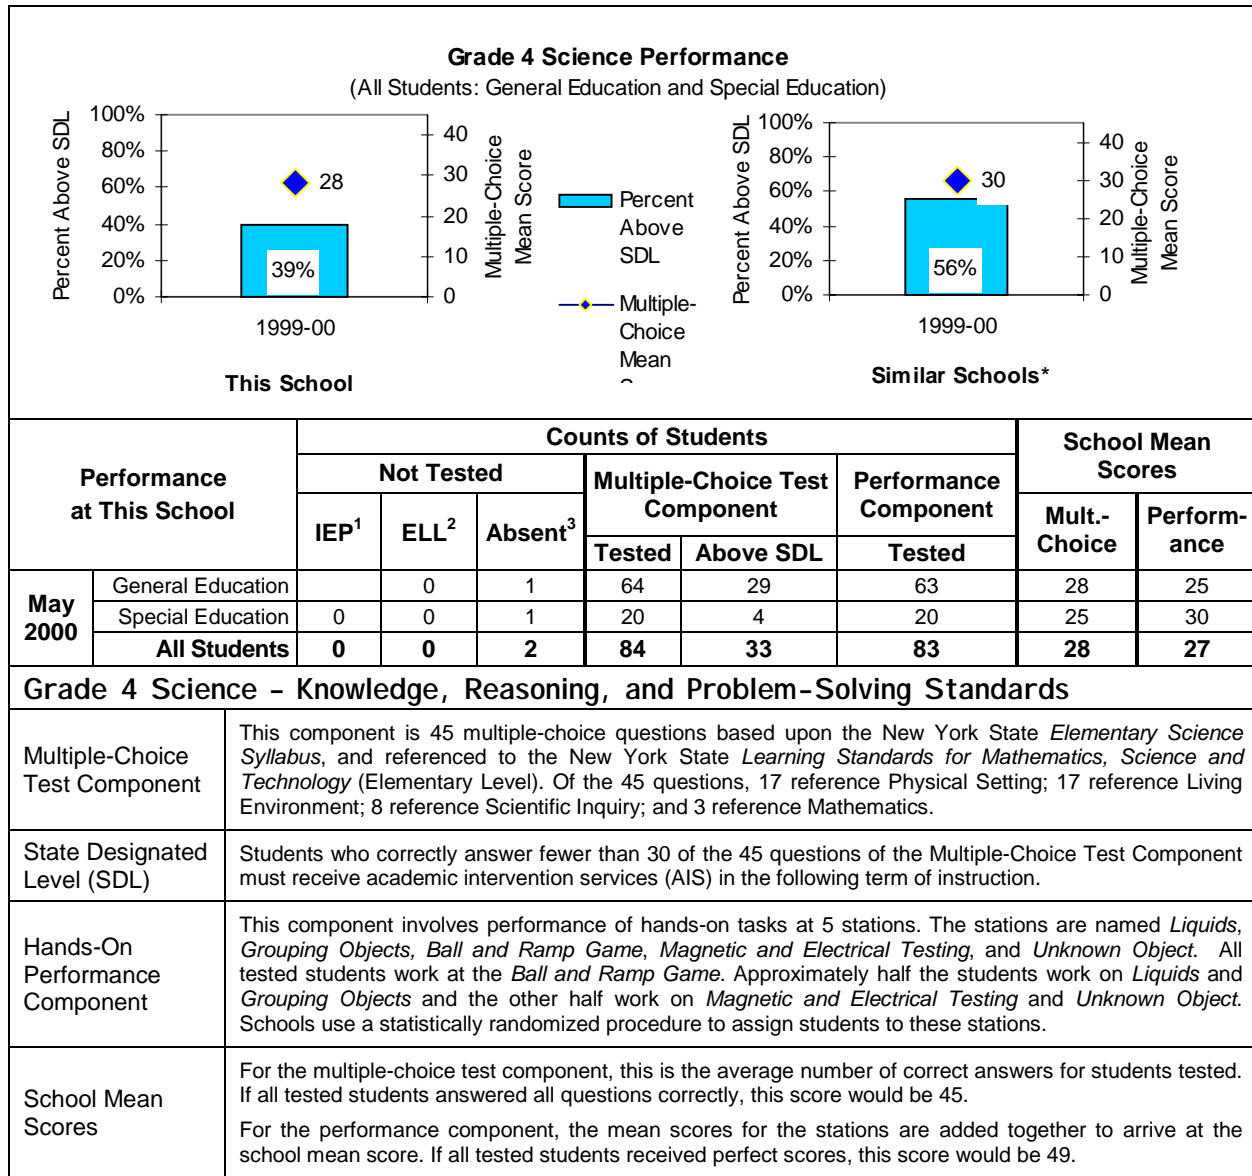 Grade 4 Science Performance
(All Students: General Education and Special Education)
Percent Above SDL
100%
80%
60%
40%
20%
0%
28
39%
40
30
20
10
0
Multiple-Choice
Mean Score
1999-00
This School
Percent
Above
SDL
Multiple-
Choice
Mean
Percent Above SDL
100%
80%
60%
40%
20%
0%
30
56%
40
30
20
10
0
Multiple-Choice
Mean Score
1999-00
Similar Schools*
Performance
at This School
Counts of Students
School Mean
Scores
Not Tested
Multiple-Choice Test
Component
Performance
Component
IEP1 ELL2 Absent3
Tested Above SDL Tested
Mult.-
Choice
Perform-
ance
May
2000
General Education 0 1 64 29 63 28 25
Special Education 0 0 1 20 4 20 25 30
All Students 0 0 2 84 33 83 28 27
Grade 4 Science – Knowledge, Reasoning, and Problem-Solving Standards
Multiple-Choice
Test Component
This component is 45 multiple-choice questions based upon the New York State Elementary Science
Syllabus, and referenced to the New York State Learning Standards for Mathematics, Science and
Technology (Elementary Level). Of the 45 questions, 17 reference Physical Setting; 17 reference Living
Environment; 8 reference Scientific Inquiry; and 3 reference Mathematics.
State Designated
Level (SDL)
Students who correctly answer fewer than 30 of the 45 questions of the Multiple-Choice Test Component
must receive academic intervention services (AIS) in the following term of instruction.
Hands-On
Performance
Component
This component involves performance of hands-on tasks at 5 stations. The stations are named Liquids,
Grouping Objects, Ball and Ramp Game, Magnetic and Electrical Testing, and Unknown Object. All
tested students work at the Ball and Ramp Game. Approximately half the students work on Liquids and
Grouping Objects and the other half work on Magnetic and Electrical Testing and Unknown Object.
Schools use a statistically randomized procedure to assign students to these stations.
School Mean
Scores
For the multiple-choice test component, this is the average number of correct answers for students tested.
If all tested students answered all questions correctly, this score would be 45.
For the performance component, the mean scores for the stations are added together to arrive at the
school mean score. If all tested students received perfect scores, this score would be 49.